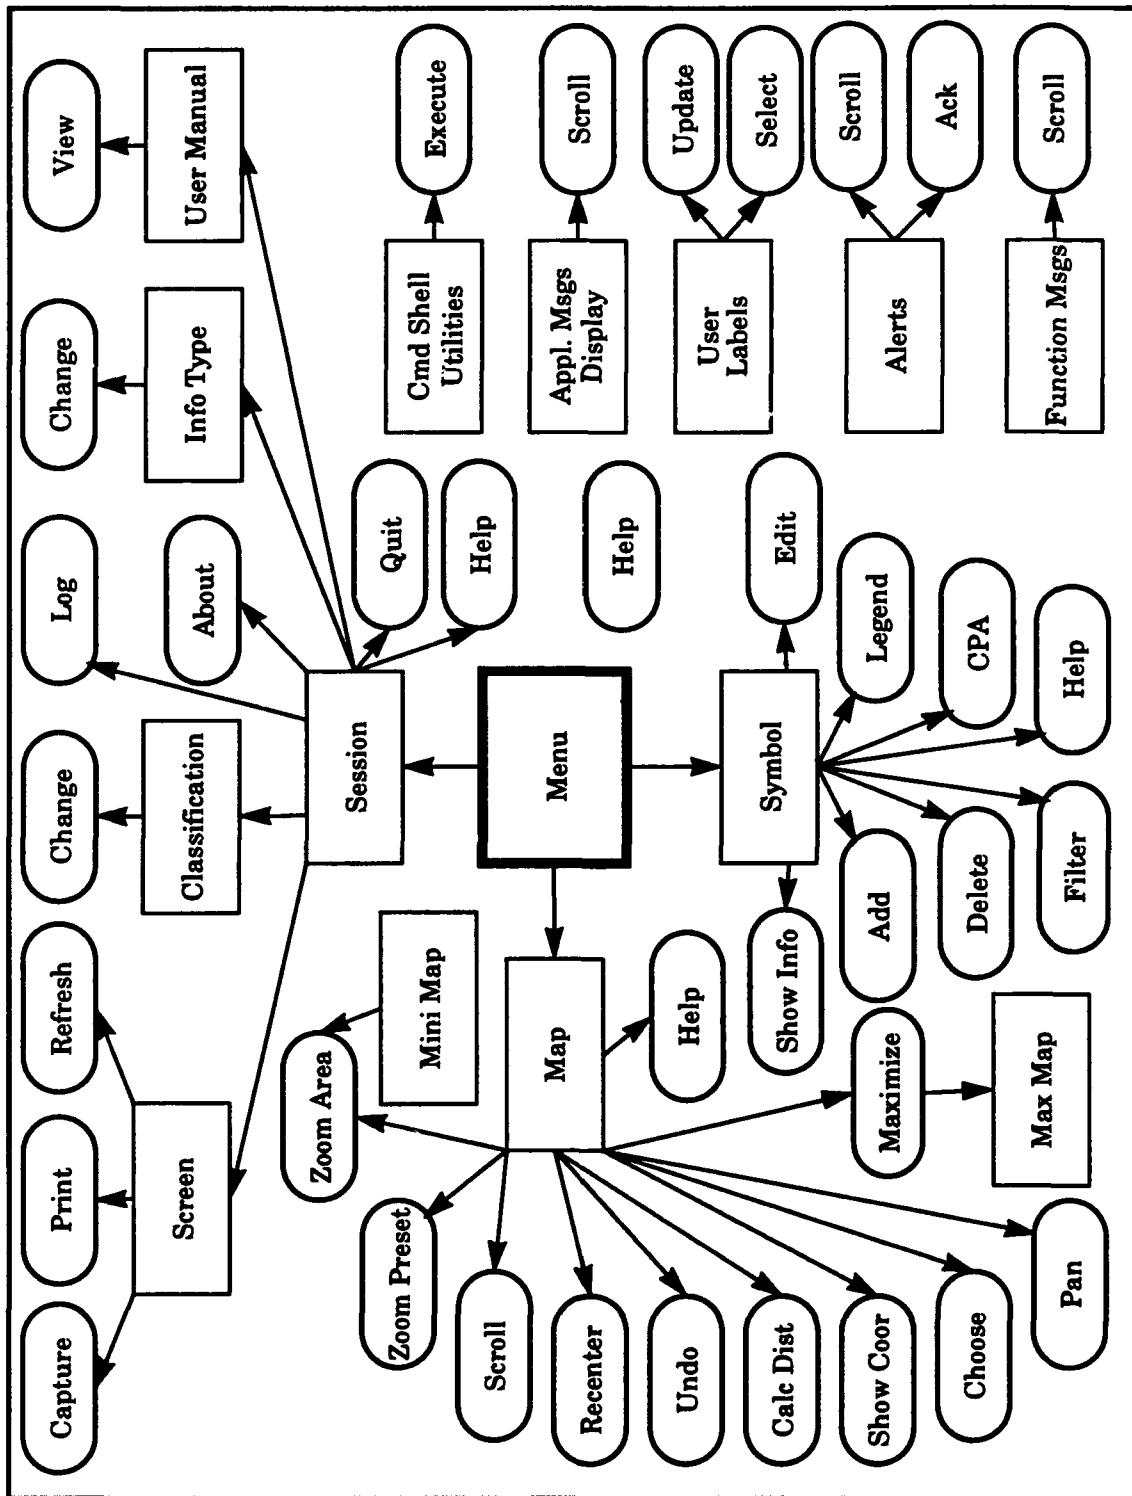 Capture
Print
Refresh
Change
Log
Change
View
Screen
Classification
About
Info Type
User Manual
Zoom Area
Session
Quit
Zoom Preset
Mini Map
Cmd Shell
Utilities
Execute
Scroll
Help
Map
Menu
Appl. Msgs
Display
Scroll
Recenter
Help
Undo
Help
User
Labels
Update
Select
Calc Dist
Show Info
Symbol
Edit
Show Coor
Maximize
Add
Legend
Alerts
Scroll
Ack
Choose
Delete
CPA
Pan
Max Map
Filter
Help
Function Msgs
Scroll